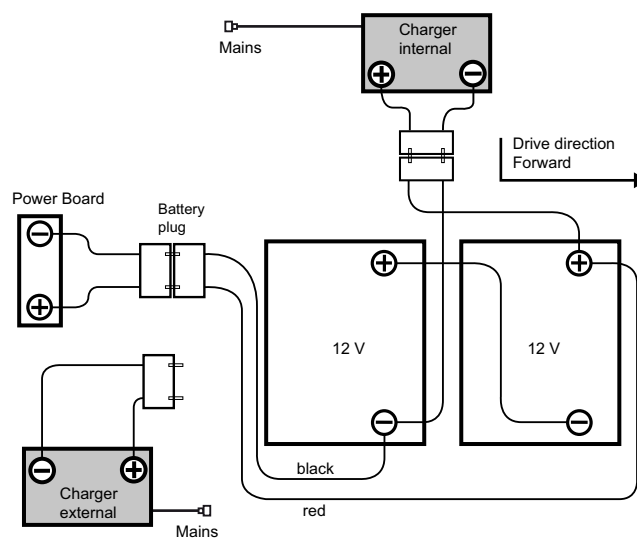 Charger
internal
Mains
Drive direction
Forward
Power Board
Battery
plug
12 V
12 V
black
red
Charger
external
Mains